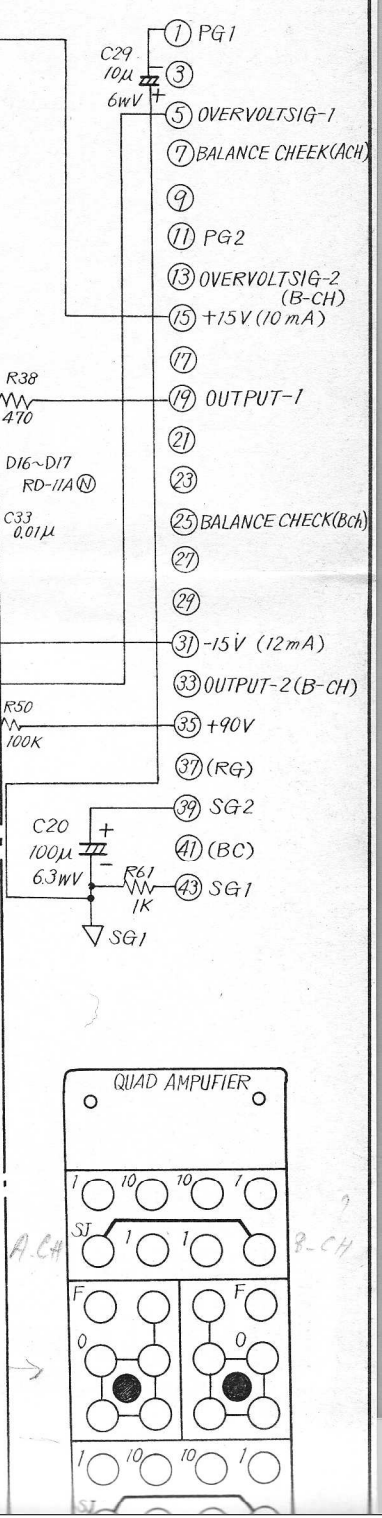 ① PG1
C29
10μ
−
+
6WV
③
⑤ OVERVOLTSIG-1
⑦ BALANCE CHEEK(ACH)
⑨
⑪ PG2
⑬ OVERVOLTSIG-2
(B-CH)
⑮ +15V (10mA)
⑰
R38
470
⑲ OUTPUT-1
㉑
D16~D17
RD-11A Ⓝ
㉓
C33
0.01μ
㉕ BALANCE CHECK(Bch)
㉗
㉙
㉛ -15V (12mA)
㉝ OUTPUT-2(B-CH)
R50
100K
㉟ +90V
㊲ (RG)
㊴ SG2
C20
100μ
6.3WV
+
−
㊶ (BC)
R61
1K
㊸ SG1
SG1
QUAD AMPUFIER
1 10 10 1
SJ 1 1
A.CH
B-CH
F F
0 0
1 10 10 1
SJ